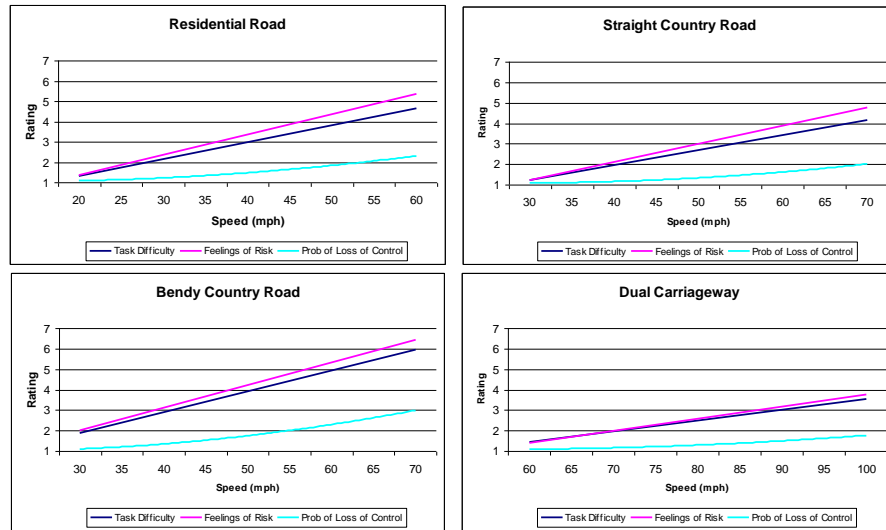 Residential Road
7
6
5
4
3
2
1
Rating
20 25 30 35 40 45 50 55 60
Speed (mph)
Task Difficulty Feelings of Risk Prob of Loss of Control
Straight Country Road
7
6
5
4
3
2
1
Rating
30 35 40 45 50 55 60 65 70
Speed (mph)
Task Difficulty Feelings of Risk Prob of Loss of Control
Bendy Country Road
7
6
5
4
3
2
1
Rating
30 35 40 45 50 55 60 65 70
Speed (mph)
Task Difficulty Feelings of Risk Prob of Loss of Control
Dual Carriageway
7
6
5
4
3
2
1
Rating
60 65 70 75 80 85 90 95 100
Speed (mph)
Task Difficulty Feelings of Risk Prob of Loss of Control